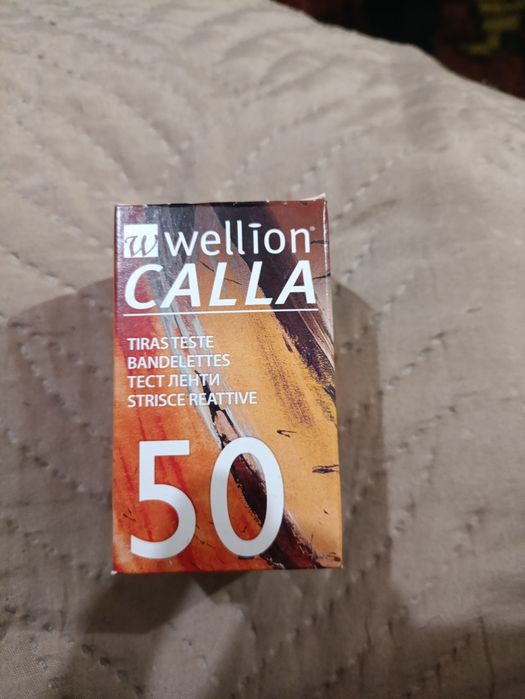 w wellion®
CALLA
TIRAS TESTE
BANDELETTES
ТЕСТ ЛЕНТИ
STRISCE REATTIVE
50